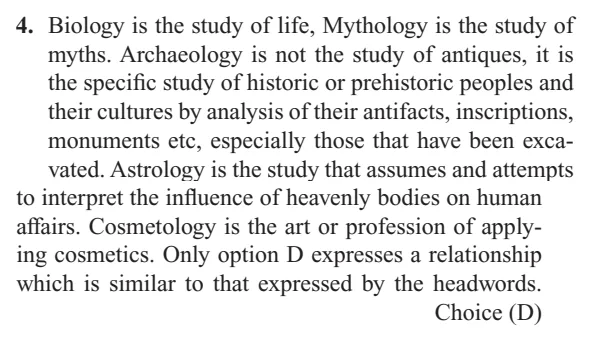 4. Biology is the study of life, Mythology is the study of
myths. Archaeology is not the study of antiques, it is
the specific study of historic or prehistoric peoples and
their cultures by analysis of their antifacts, inscriptions,
monuments etc, especially those that have been exca-
vated. Astrology is the study that assumes and attempts
to interpret the influence of heavenly bodies on human
affairs. Cosmetology is the art or profession of apply-
ing cosmetics. Only option D expresses a relationship
which is similar to that expressed by the headwords.
Choice (D)